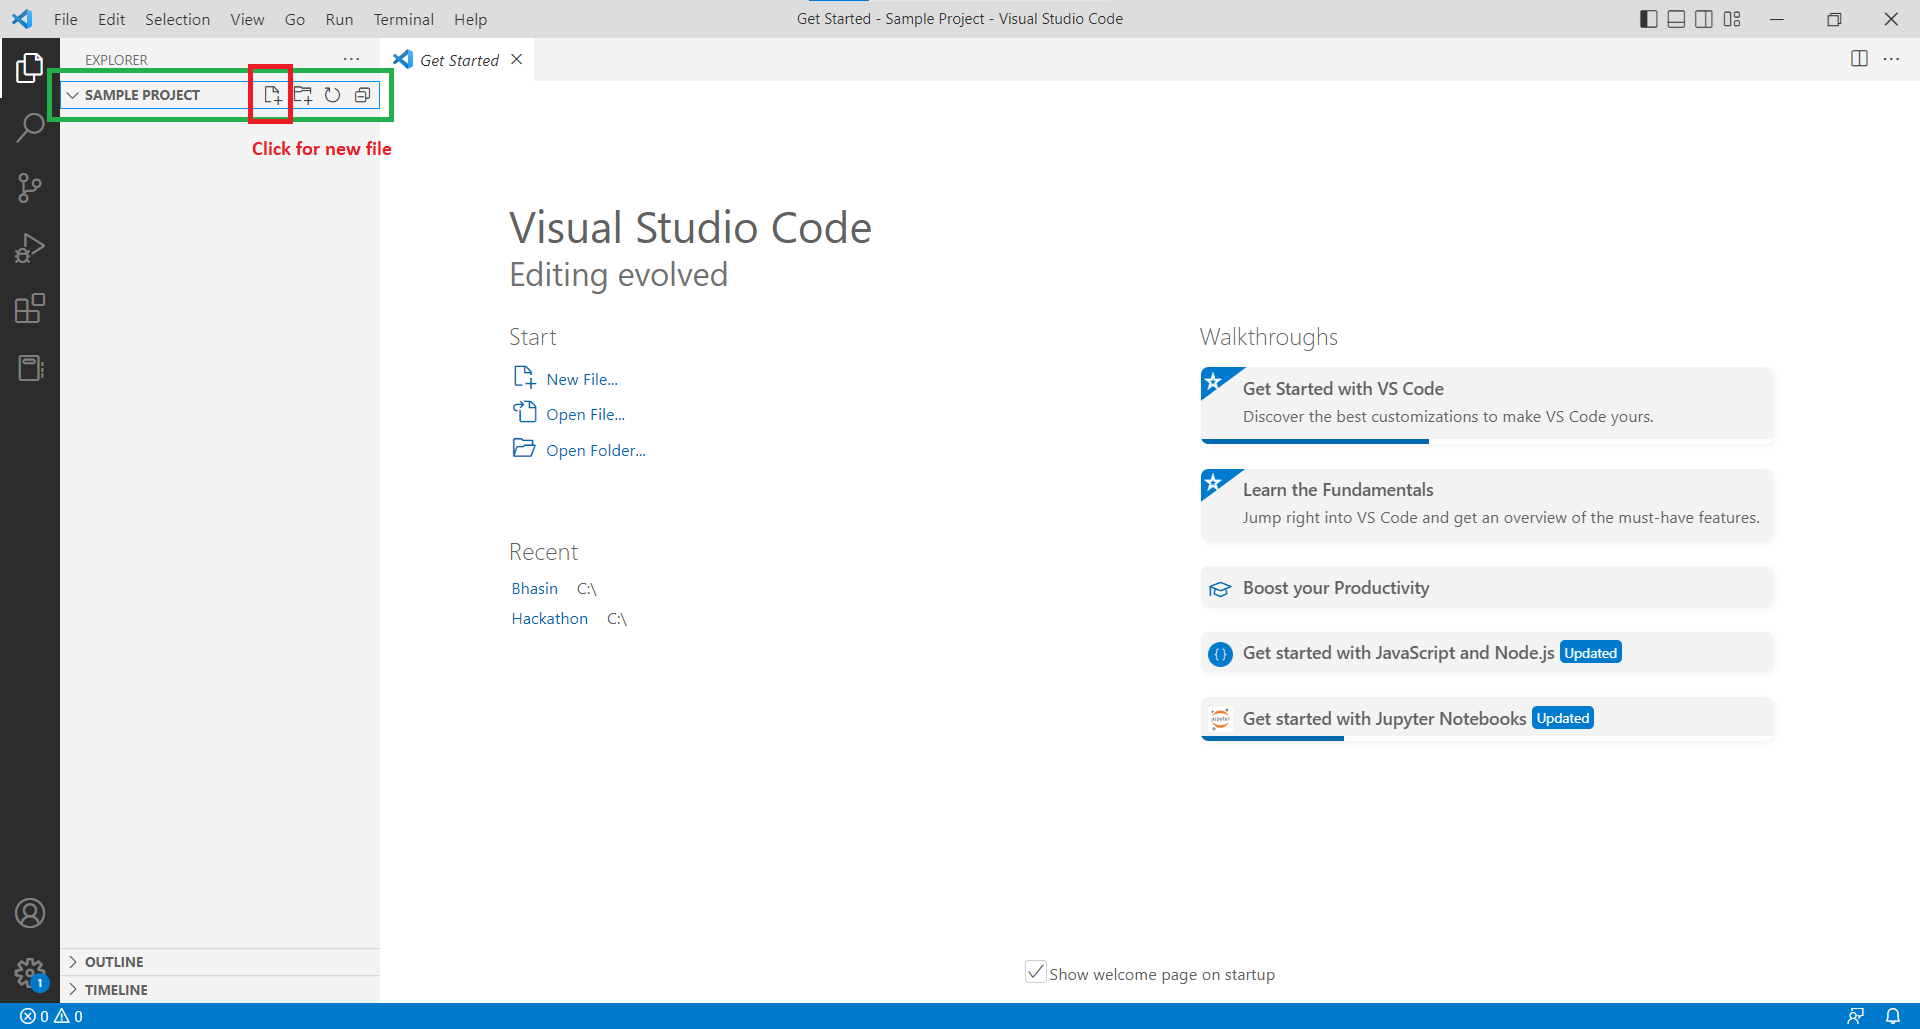 File Edit Selection View Go Run Terminal Help
Get Started - Sample Project - Visual Studio Code
EXPLORER
Get Started
SAMPLE PROJECT
Click for new file
Visual Studio Code
Editing evolved
Start
New File...
Open File...
Open Folder...
Recent
Bhasin C:\
Hackathon C:\
Walkthroughs
Get Started with VS Code
Discover the best customizations to make VS Code yours.
Learn the Fundamentals
Jump right into VS Code and get an overview of the must-have features.
Boost your Productivity
Get started with JavaScript and Node.js Updated
Jupyter
Get started with Jupyter Notebooks Updated
Show welcome page on startup
OUTLINE
TIMELINE
1
0 0